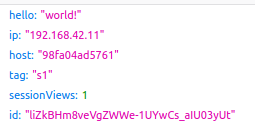 hello: "world!"
ip: "192.168.42.11"
host: "98fa04ad5761"
tag: "s1"
sessionViews: 1
id: "liZkBHm8veVgZWWe-1UYwCs_aIU03yUt"